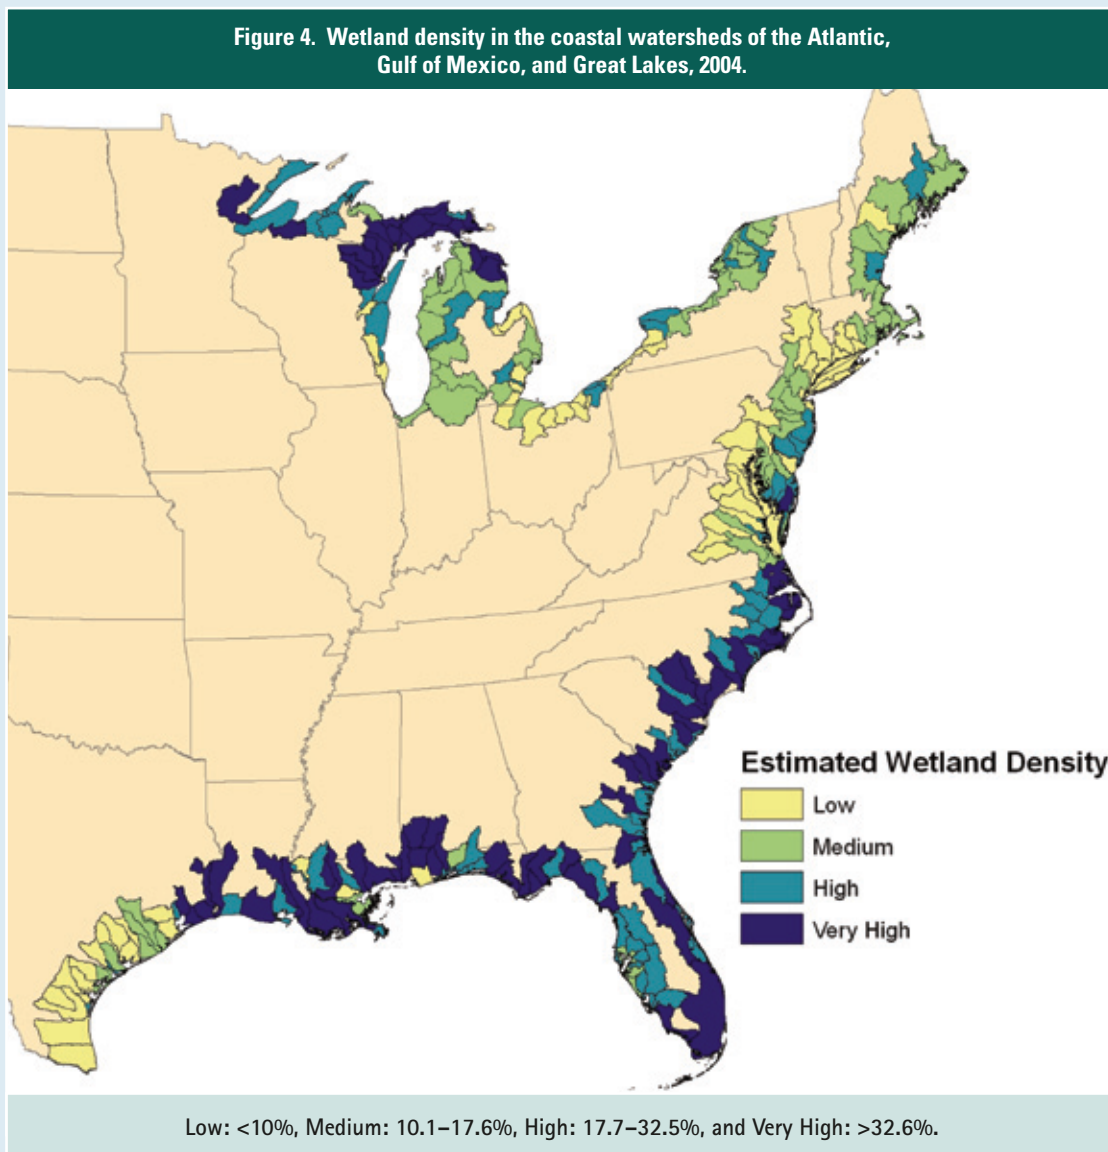 Figure 4. Wetland density in the coastal watersheds of the Atlantic,
Gulf of Mexico, and Great Lakes, 2004.
Estimated Wetland Density
Low
Medium
High
Very High
Low: <10%, Medium: 10.1–17.6%, High: 17.7–32.5%, and Very High: >32.6%.